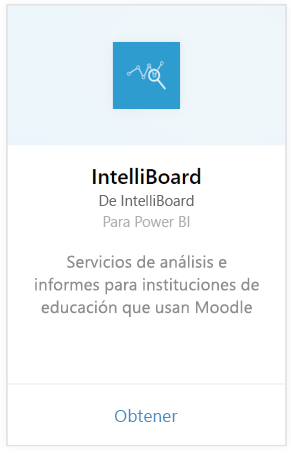 IntelliBoard
De IntelliBoard
Para Power BI
Servicios de análisis e
informes para instituciones de
educación que usan Moodle
Obtener